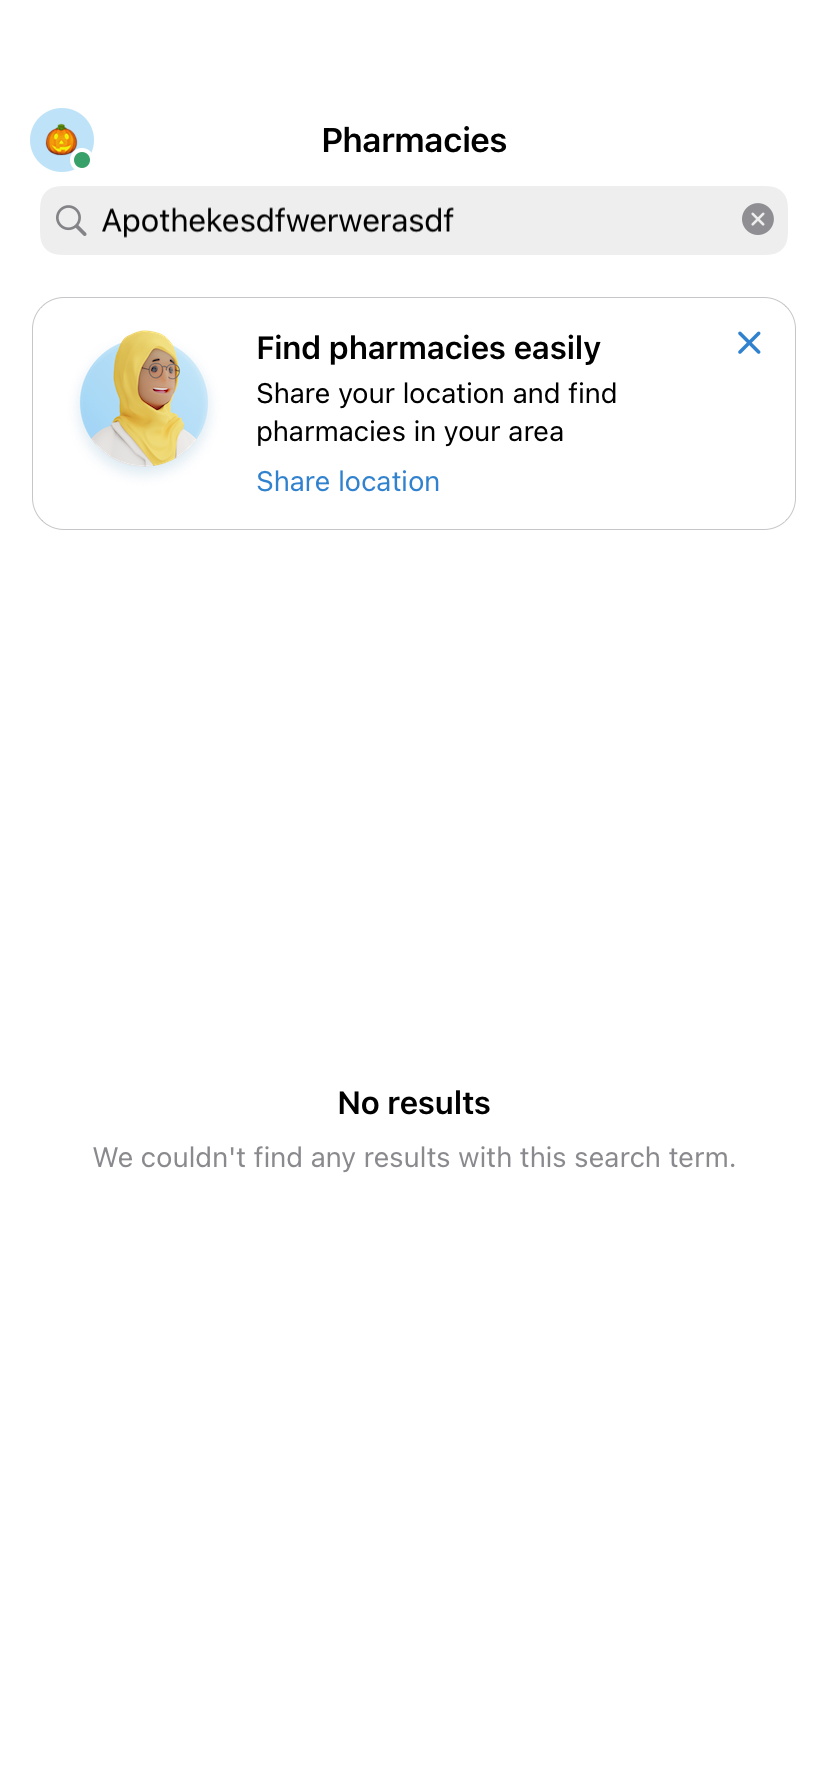 Pharmacies
Apothekesdfwerwerasdf
Find pharmacies easily
Share your location and find
pharmacies in your area
Share location
No results
We couldn't find any results with this search term.